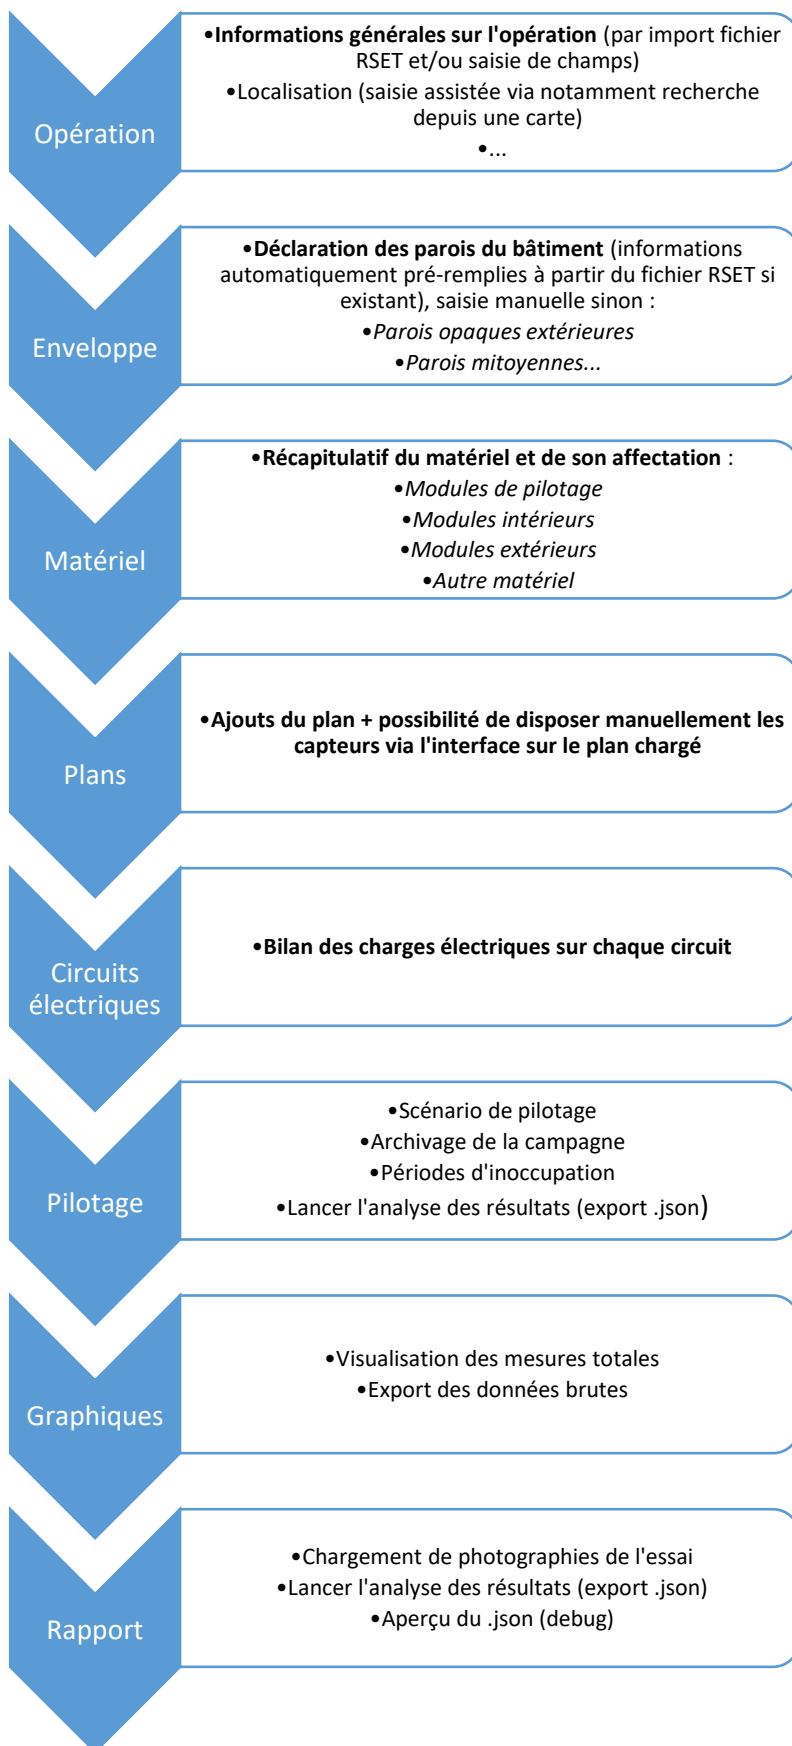 Opération
•Informations générales sur l'opération (par import fichier
RSET et/ou saisie de champs)
•Localisation (saisie assistée via notamment recherche
depuis une carte)
•...
Enveloppe
•Déclaration des parois du bâtiment (informations
automatiquement pré-remplies à partir du fichier RSET si
existant), saisie manuelle sinon :
•Parois opaques extérieures
•Parois mitoyennes...
Matériel
•Récapitulatif du matériel et de son affectation :
•Modules de pilotage
•Modules intérieurs
•Modules extérieurs
•Autre matériel
Plans
•Ajouts du plan + possibilité de disposer manuellement les
capteurs via l'interface sur le plan chargé
Circuits
électriques
•Bilan des charges électriques sur chaque circuit
Pilotage
•Scénario de pilotage
•Archivage de la campagne
•Périodes d'inoccupation
•Lancer l'analyse des résultats (export .json)
Graphiques
•Visualisation des mesures totales
•Export des données brutes
Rapport
•Chargement de photographies de l'essai
•Lancer l'analyse des résultats (export .json)
•Aperçu du .json (debug)